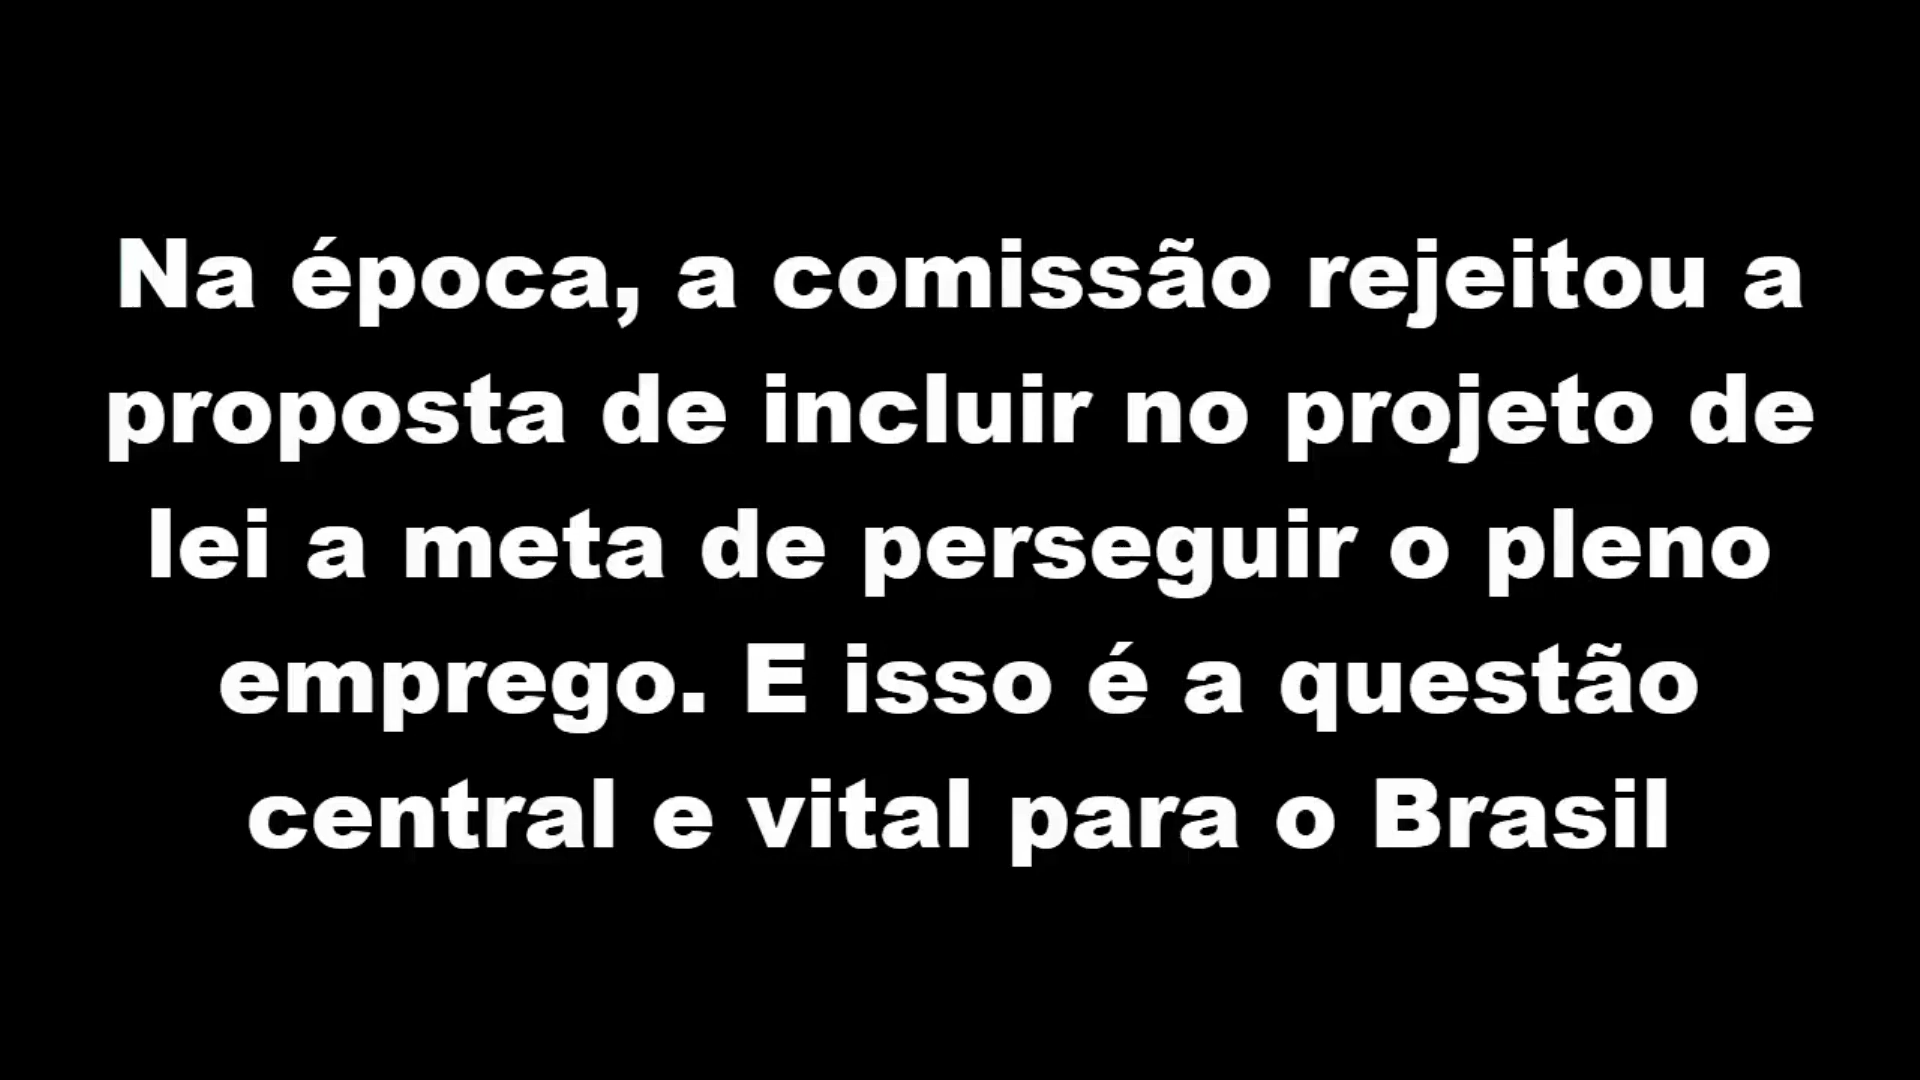 Na época, a comissão rejeitou a
proposta de incluir no projeto de
lei a meta de perseguir o pleno
emprego. E isso é a questão
central e vital para o Brasil